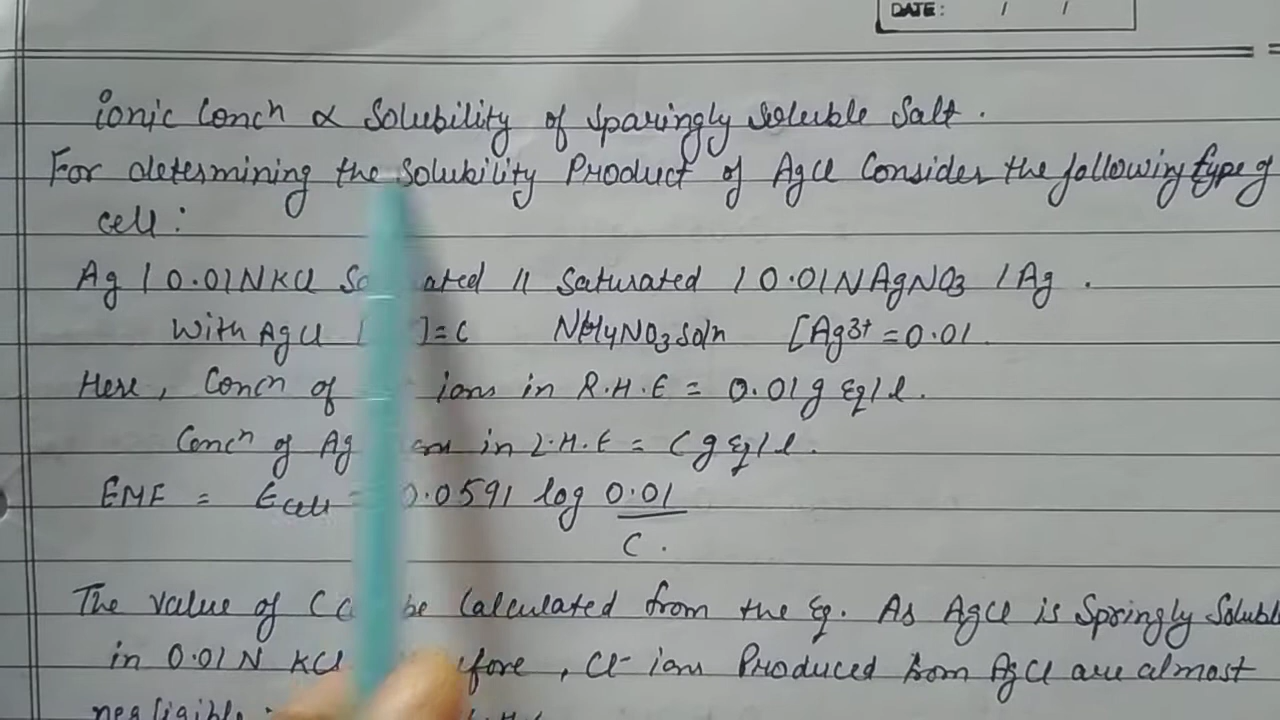 DATE: / /
ionic Concn ∝ Solubility of Sparingly Soluble Salt.
For determining the Solubility Product of AgCl Consider the following type of
cell:
Ag / 0.01N KCl // Saturated / 0.01N AgNO3 / Ag .
With AgCl ]=C NH4NO3 soln [Ag3+ = 0.01
Here, Concn of ions in R.H.E = 0.01 g eq/l.
Concn of Ag in L.H.E = C g eq/l.
EMF = Ecell = 0.0591 log 0.01
C.
The value of C be Calculated from the Eq. As AgCl is Springly Solubl
in 0.01 N KCl , Cl- ions Produced from AgCl are almost
negligible